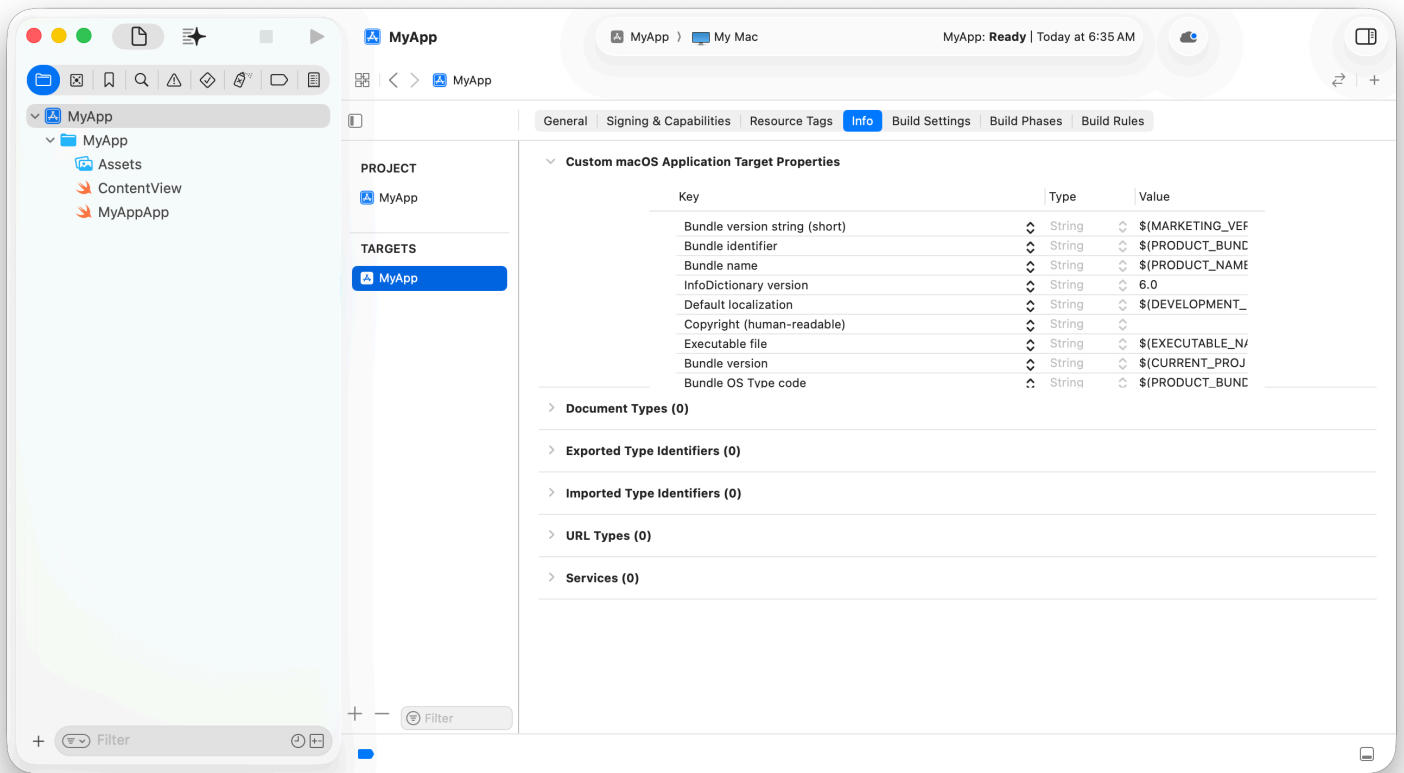 MyApp
MyApp 〉 My Mac
MyApp: Ready | Today at 6:35 AM
MyApp
MyApp
MyApp
Assets
ContentView
MyAppApp
Filter
PROJECT
MyApp
TARGETS
MyApp
Filter
General Signing & Capabilities Resource Tags Info Build Settings Build Phases Build Rules
Custom macOS Application Target Properties
Key Type Value
Bundle version string (short) String $(MARKETING_VER
Bundle identifier String $(PRODUCT_BUND
Bundle name String $(PRODUCT_NAME
InfoDictionary version String 6.0
Default localization String $(DEVELOPMENT_
Copyright (human-readable) String
Executable file String $(EXECUTABLE_NA
Bundle version String $(CURRENT_PROJ
Bundle OS Type code String $(PRODUCT_BUND
Document Types (0)
Exported Type Identifiers (0)
Imported Type Identifiers (0)
URL Types (0)
Services (0)